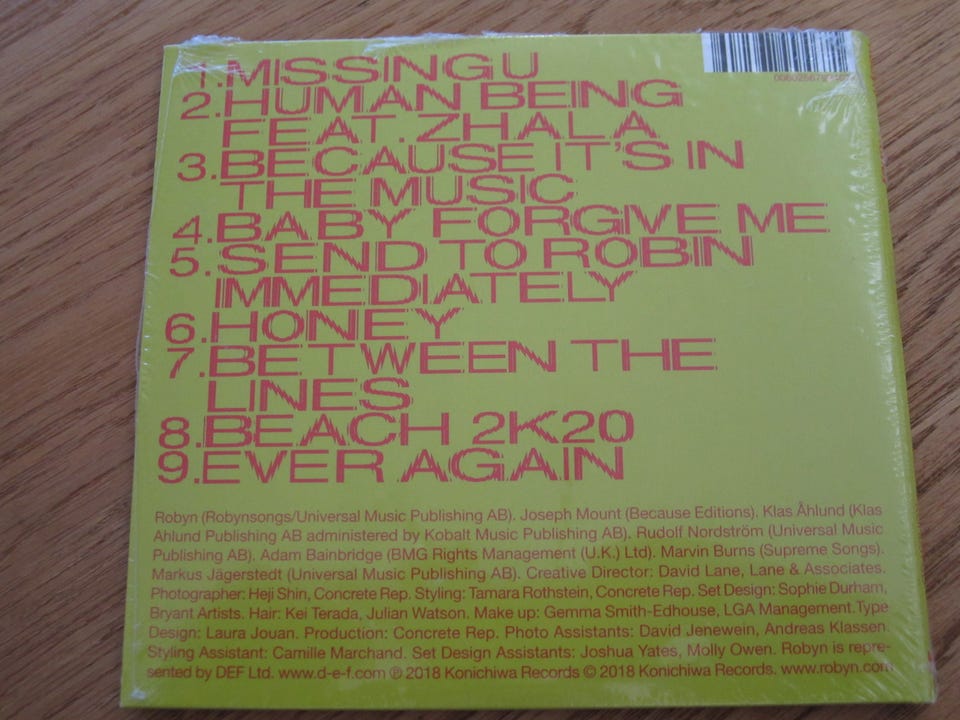 1.MISSING U
2.HUMAN BEING
FEAT. ZHALA
3.BECAUSE IT'S IN
THE MUSIC
4.BABY FORGIVE ME
5.SEND TO ROBIN
IMMEDIATELY
6.HONEY
7.BETWEEN THE
LINES
8.BEACH 2K20
9.EVER AGAIN
Robyn (Robynsongs/Universal Music Publishing AB). Joseph Mount (Because Editions). Klas Åhlund (Klas
Ahlund Publishing AB administered by Kobalt Music Publishing AB). Rudolf Nordström (Universal Music
Publishing AB). Adam Bainbridge (BMG Rights Management (U.K.) Ltd). Marvin Burns (Supreme Songs).
Markus Jägerstedt (Universal Music Publishing AB). Creative Director: David Lane, Lane & Associates.
Photographer: Heji Shin, Concrete Rep. Styling: Tamara Rothstein, Concrete Rep. Set Design: Sophie Durham,
Bryant Artists. Hair: Kei Terada, Julian Watson. Make up: Gemma Smith-Edhouse, LGA Management.Type
Design: Laura Jouan. Production: Concrete Rep. Photo Assistants: David Jenewein, Andreas Klassen.
Styling Assistant: Camille Marchand. Set Design Assistants: Joshua Yates, Molly Owen. Robyn is repre-
sented by DEF Ltd. www.d-e-f.com ℗ 2018 Konichiwa Records © 2018 Konichiwa Records. www.robyn.com